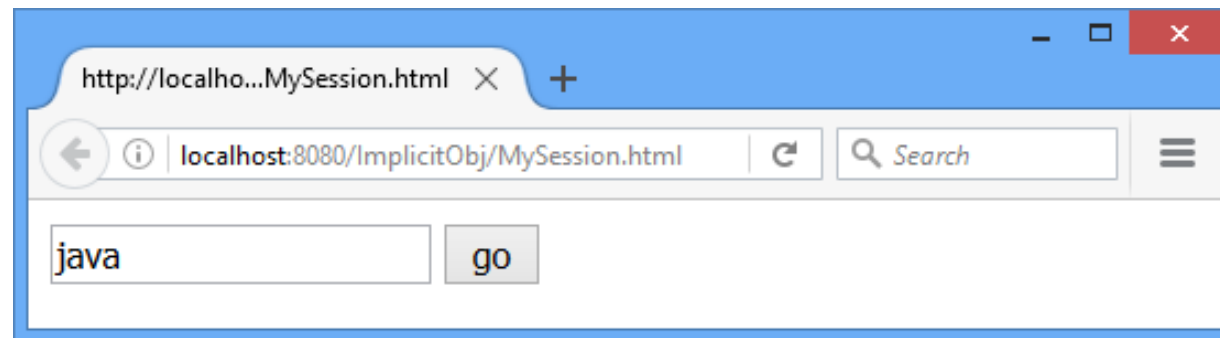 http://localho...MySession.html
localhost:8080/ImplicitObj/MySession.html
Search
java
go